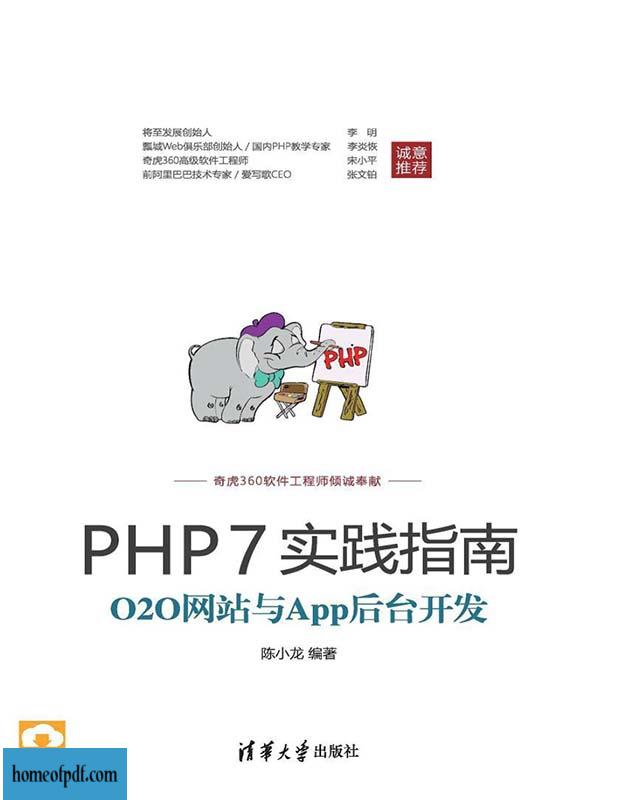 将至发展创始人 李 明
瓢城Web俱乐部创始人 / 国内PHP教学专家 李炎恢
奇虎360高级软件工程师 宋小平
前阿里巴巴技术专家 / 爱写歌CEO 张文铂
诚意
推荐
PHP
奇虎360软件工程师倾诚奉献
PHP 7 实践指南
O2O网站与App后台开发
陈小龙 编著
清华大学出版社
homeofpdf.com